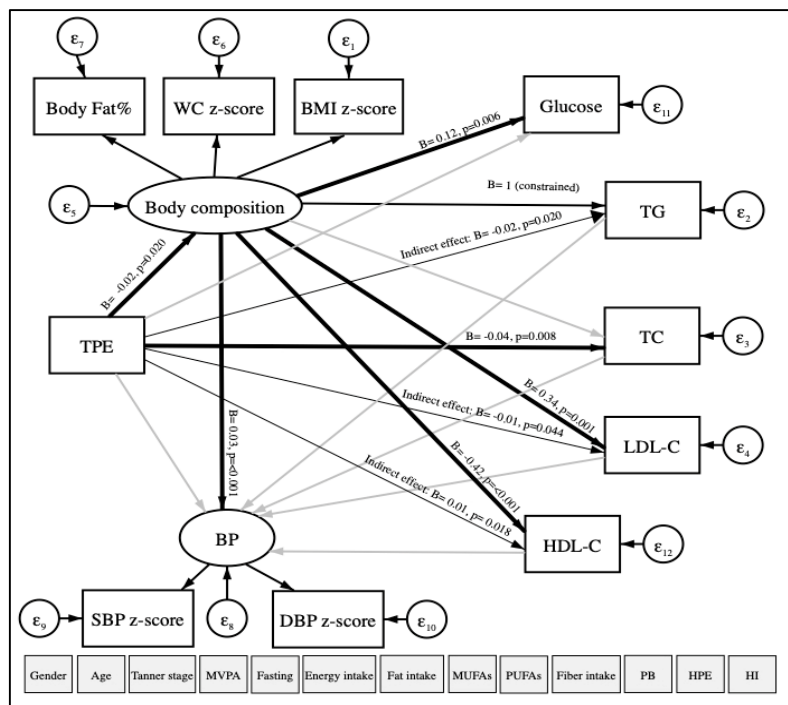 ε7
ε6
ε1
Body Fat%
WC z-score
BMI z-score
Glucose
ε11
B= 0.12, p=0.006
ε5
Body composition
B= 1 (constrained)
TG
ε2
Indirect effect: B= -0.02, p=0.020
B= -0.02, p=0.020
TPE
B= -0.04, p=0.008
TC
ε3
B= 0.34, p=0.001
Indirect effect: B= -0.01, p=0.044
LDL-C
ε4
B= 0.03, p=<0.001
B= -0.42, p=<0.001
Indirect effect: B= 0.01, p= 0.018
BP
HDL-C
ε12
ε9
SBP z-score
ε8
DBP z-score
ε10
Gender
Age
Tanner stage
MVPA
Fasting
Energy intake
Fat intake
MUFAs
PUFAs
Fiber intake
PB
HPE
HI